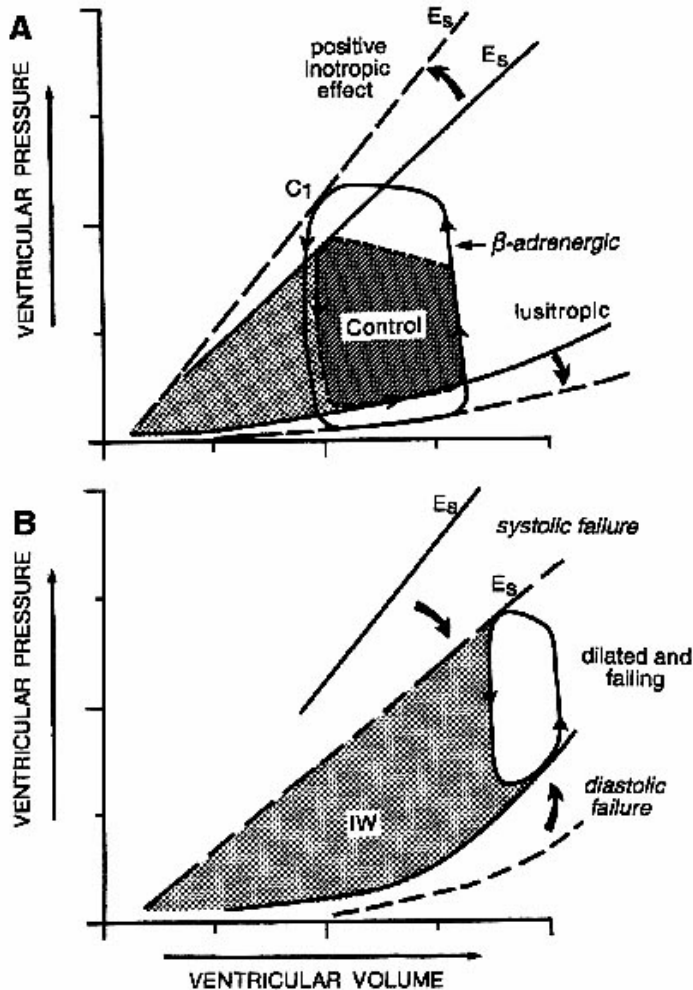 A
VENTRICULAR PRESSURE
Es
Es
positive
inotropic
effect
C1
β-adrenergic
lusitropic
Control
B
VENTRICULAR PRESSURE
Es
systolic failure
Es
dilated and
failing
diastolic
failure
IW
VENTRICULAR VOLUME